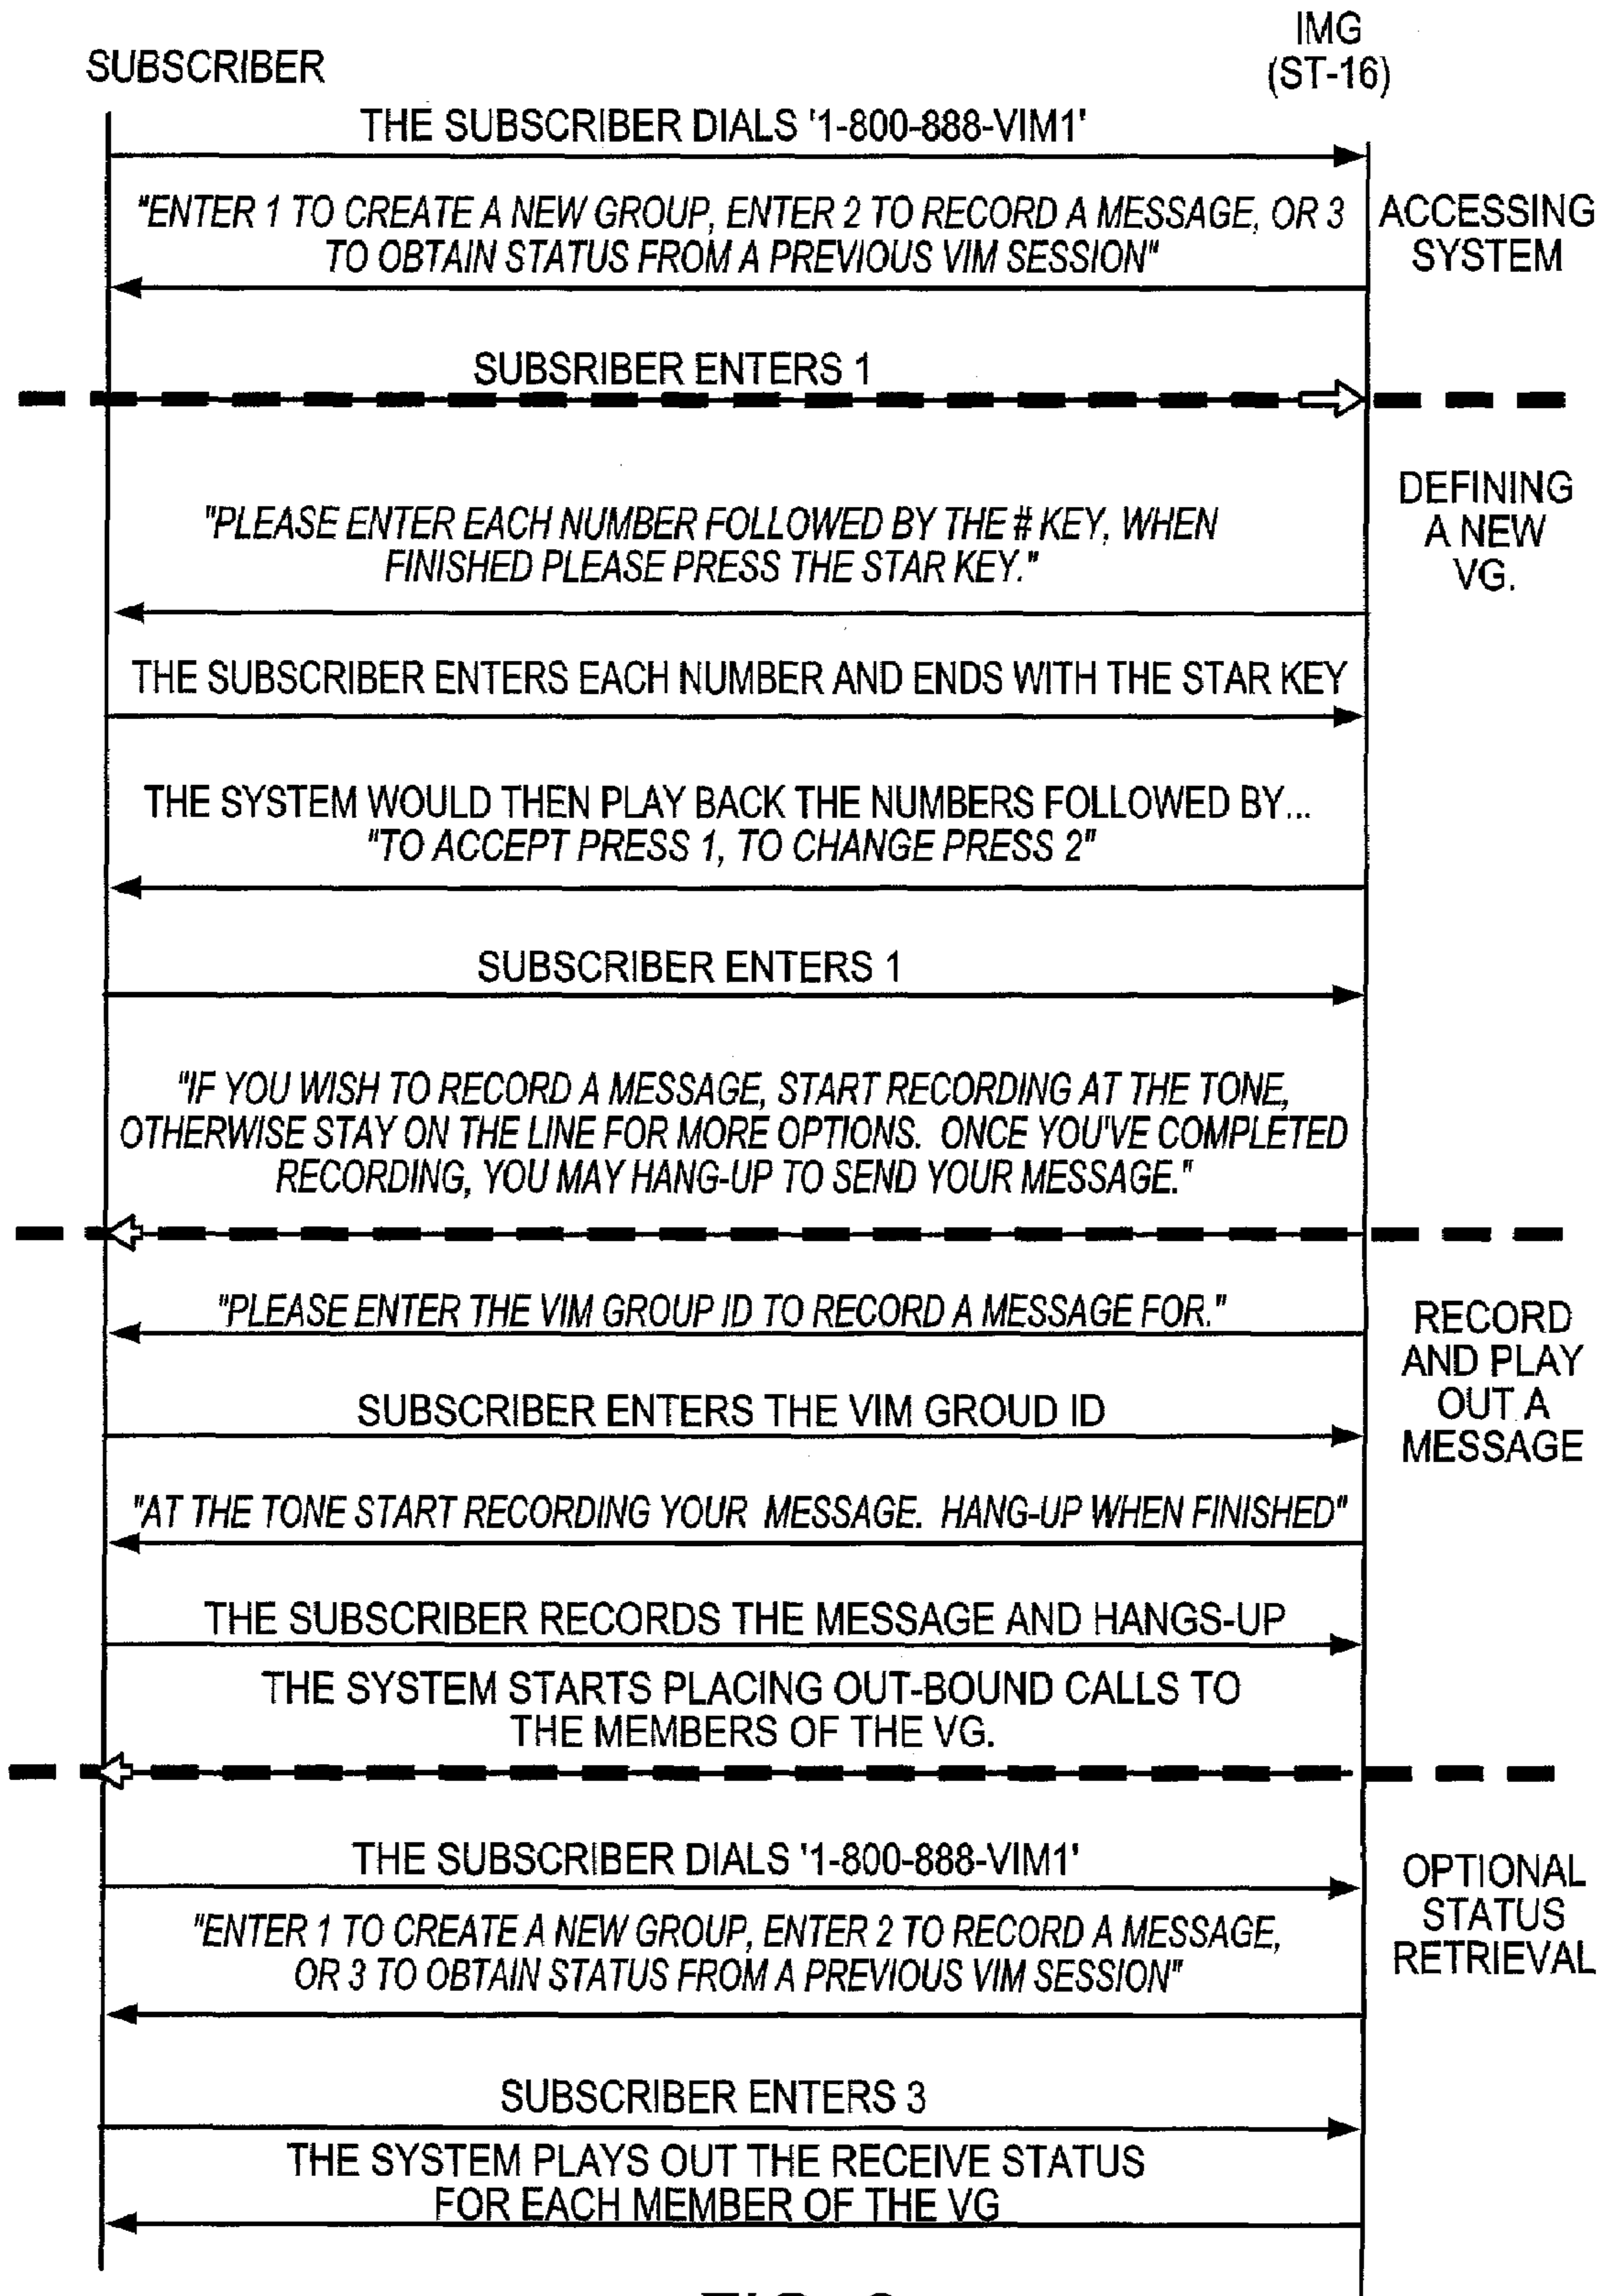 IMG
SUBSCRIBER
(ST-16)
THE SUBSCRIBER DIALS '1-800-888-VIM1'
"ENTER 1 TO CREATE A NEW GROUP, ENTER 2 TO RECORD A MESSAGE, OR 3
TO OBTAIN STATUS FROM A PREVIOUS VIM SESSION"
ACCESSING
SYSTEM
SUBSRIBER ENTERS 1
DEFINING
A NEW
VG.
"PLEASE ENTER EACH NUMBER FOLLOWED BY THE # KEY, WHEN
FINISHED PLEASE PRESS THE STAR KEY."
THE SUBSCRIBER ENTERS EACH NUMBER AND ENDS WITH THE STAR KEY
THE SYSTEM WOULD THEN PLAY BACK THE NUMBERS FOLLOWED BY...
"TO ACCEPT PRESS 1, TO CHANGE PRESS 2"
SUBSCRIBER ENTERS 1
"IF YOU WISH TO RECORD A MESSAGE, START RECORDING AT THE TONE,
OTHERWISE STAY ON THE LINE FOR MORE OPTIONS. ONCE YOU'VE COMPLETED
RECORDING, YOU MAY HANG-UP TO SEND YOUR MESSAGE."
"PLEASE ENTER THE VIM GROUP ID TO RECORD A MESSAGE FOR."
RECORD
AND PLAY
OUT A
MESSAGE
SUBSCRIBER ENTERS THE VIM GROUD ID
"AT THE TONE START RECORDING YOUR MESSAGE. HANG-UP WHEN FINISHED"
THE SUBSCRIBER RECORDS THE MESSAGE AND HANGS-UP
THE SYSTEM STARTS PLACING OUT-BOUND CALLS TO
THE MEMBERS OF THE VG.
THE SUBSCRIBER DIALS '1-800-888-VIM1'
OPTIONAL
STATUS
RETRIEVAL
"ENTER 1 TO CREATE A NEW GROUP, ENTER 2 TO RECORD A MESSAGE,
OR 3 TO OBTAIN STATUS FROM A PREVIOUS VIM SESSION"
SUBSCRIBER ENTERS 3
THE SYSTEM PLAYS OUT THE RECEIVE STATUS
FOR EACH MEMBER OF THE VG